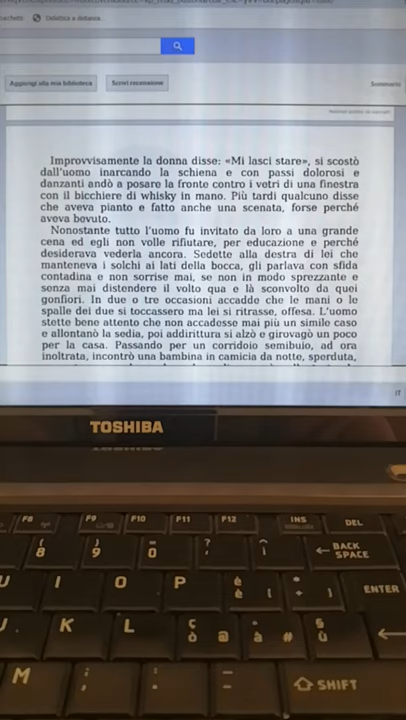 Didattica a distanza
Aggiungi alla mia biblioteca
Scrivi recensione
Sommario
Improvvisamente la donna disse: «Mi lasci stare», si scostò
dall'uomo inarcando la schiena e con passi dolorosi e
danzanti andò a posare la fronte contro i vetri di una finestra
con il bicchiere di whisky in mano. Più tardi qualcuno disse
che aveva pianto e fatto anche una scenata, forse perché
aveva bevuto.
Nonostante tutto l'uomo fu invitato da loro a una grande
cena ed egli non volle rifiutare, per educazione e perché
desiderava vederla ancora. Sedette alla destra di lei che
manteneva i solchi ai lati della bocca, gli parlava con sfida
contadina e non sorrise mai, se non in modo sprezzante e
senza mai distendere il volto qua e là sconvolto da quei
gonfiori. In due o tre occasioni accadde che le mani o le
spalle dei due si toccassero ma lei si ritrasse, offesa. L'uomo
stette bene attento che non accadesse mai più un simile caso
e allontanò la sedia, poi addirittura si alzò e girovagò un poco
per la casa. Passando per un corridoio semibuio, ad ora
inoltrata, incontrò una bambina in camicia da notte, sperduta,
IT
TOSHIBA
F8 F9 F10 F11 F12 INS DEL
( 8 ) 9 = 0 ? ' ^ ì ← BACK SPACE
U I O P é è [ * + ] ENTER
J K L ç ò @ ° à # § ù
M ; , : . _ - SHIFT